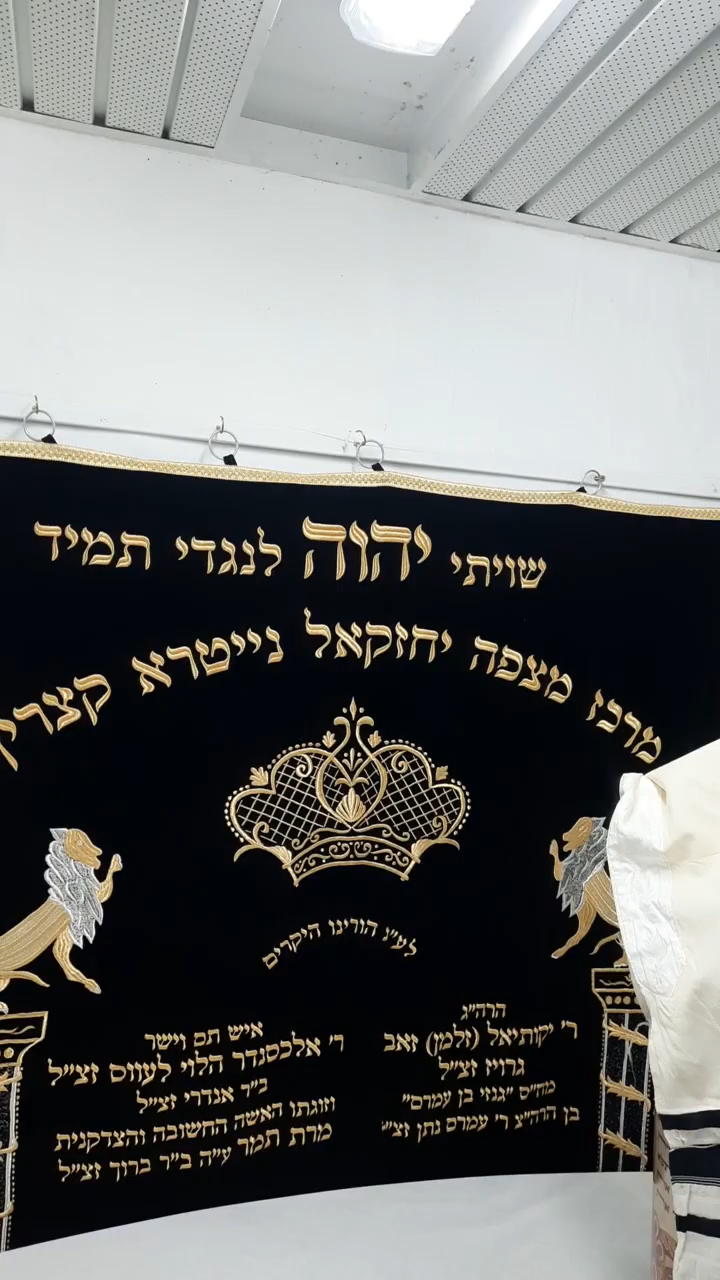 שויתי יהוה לנגדי תמיד
מרכז מצפה יחזקאל נייטרא קצרין
לע״נ הורינו היקרים
הרה״ג
ר׳ יקותיאל (זלמן) זאב
גרויז זצ״ל
מח״ס ״גנזי בן עמרם״
בן הרה״צ ר׳ עמרם נתן זצ״ל
איש תם וישר
ר׳ אלכסנדר הלוי לעווס זצ״ל
ב״ר אנדרי זצ״ל
וזוגתו האשה החשובה והצדקנית
מרת תמר ע״ה ב״ר ברוך זצ״ל